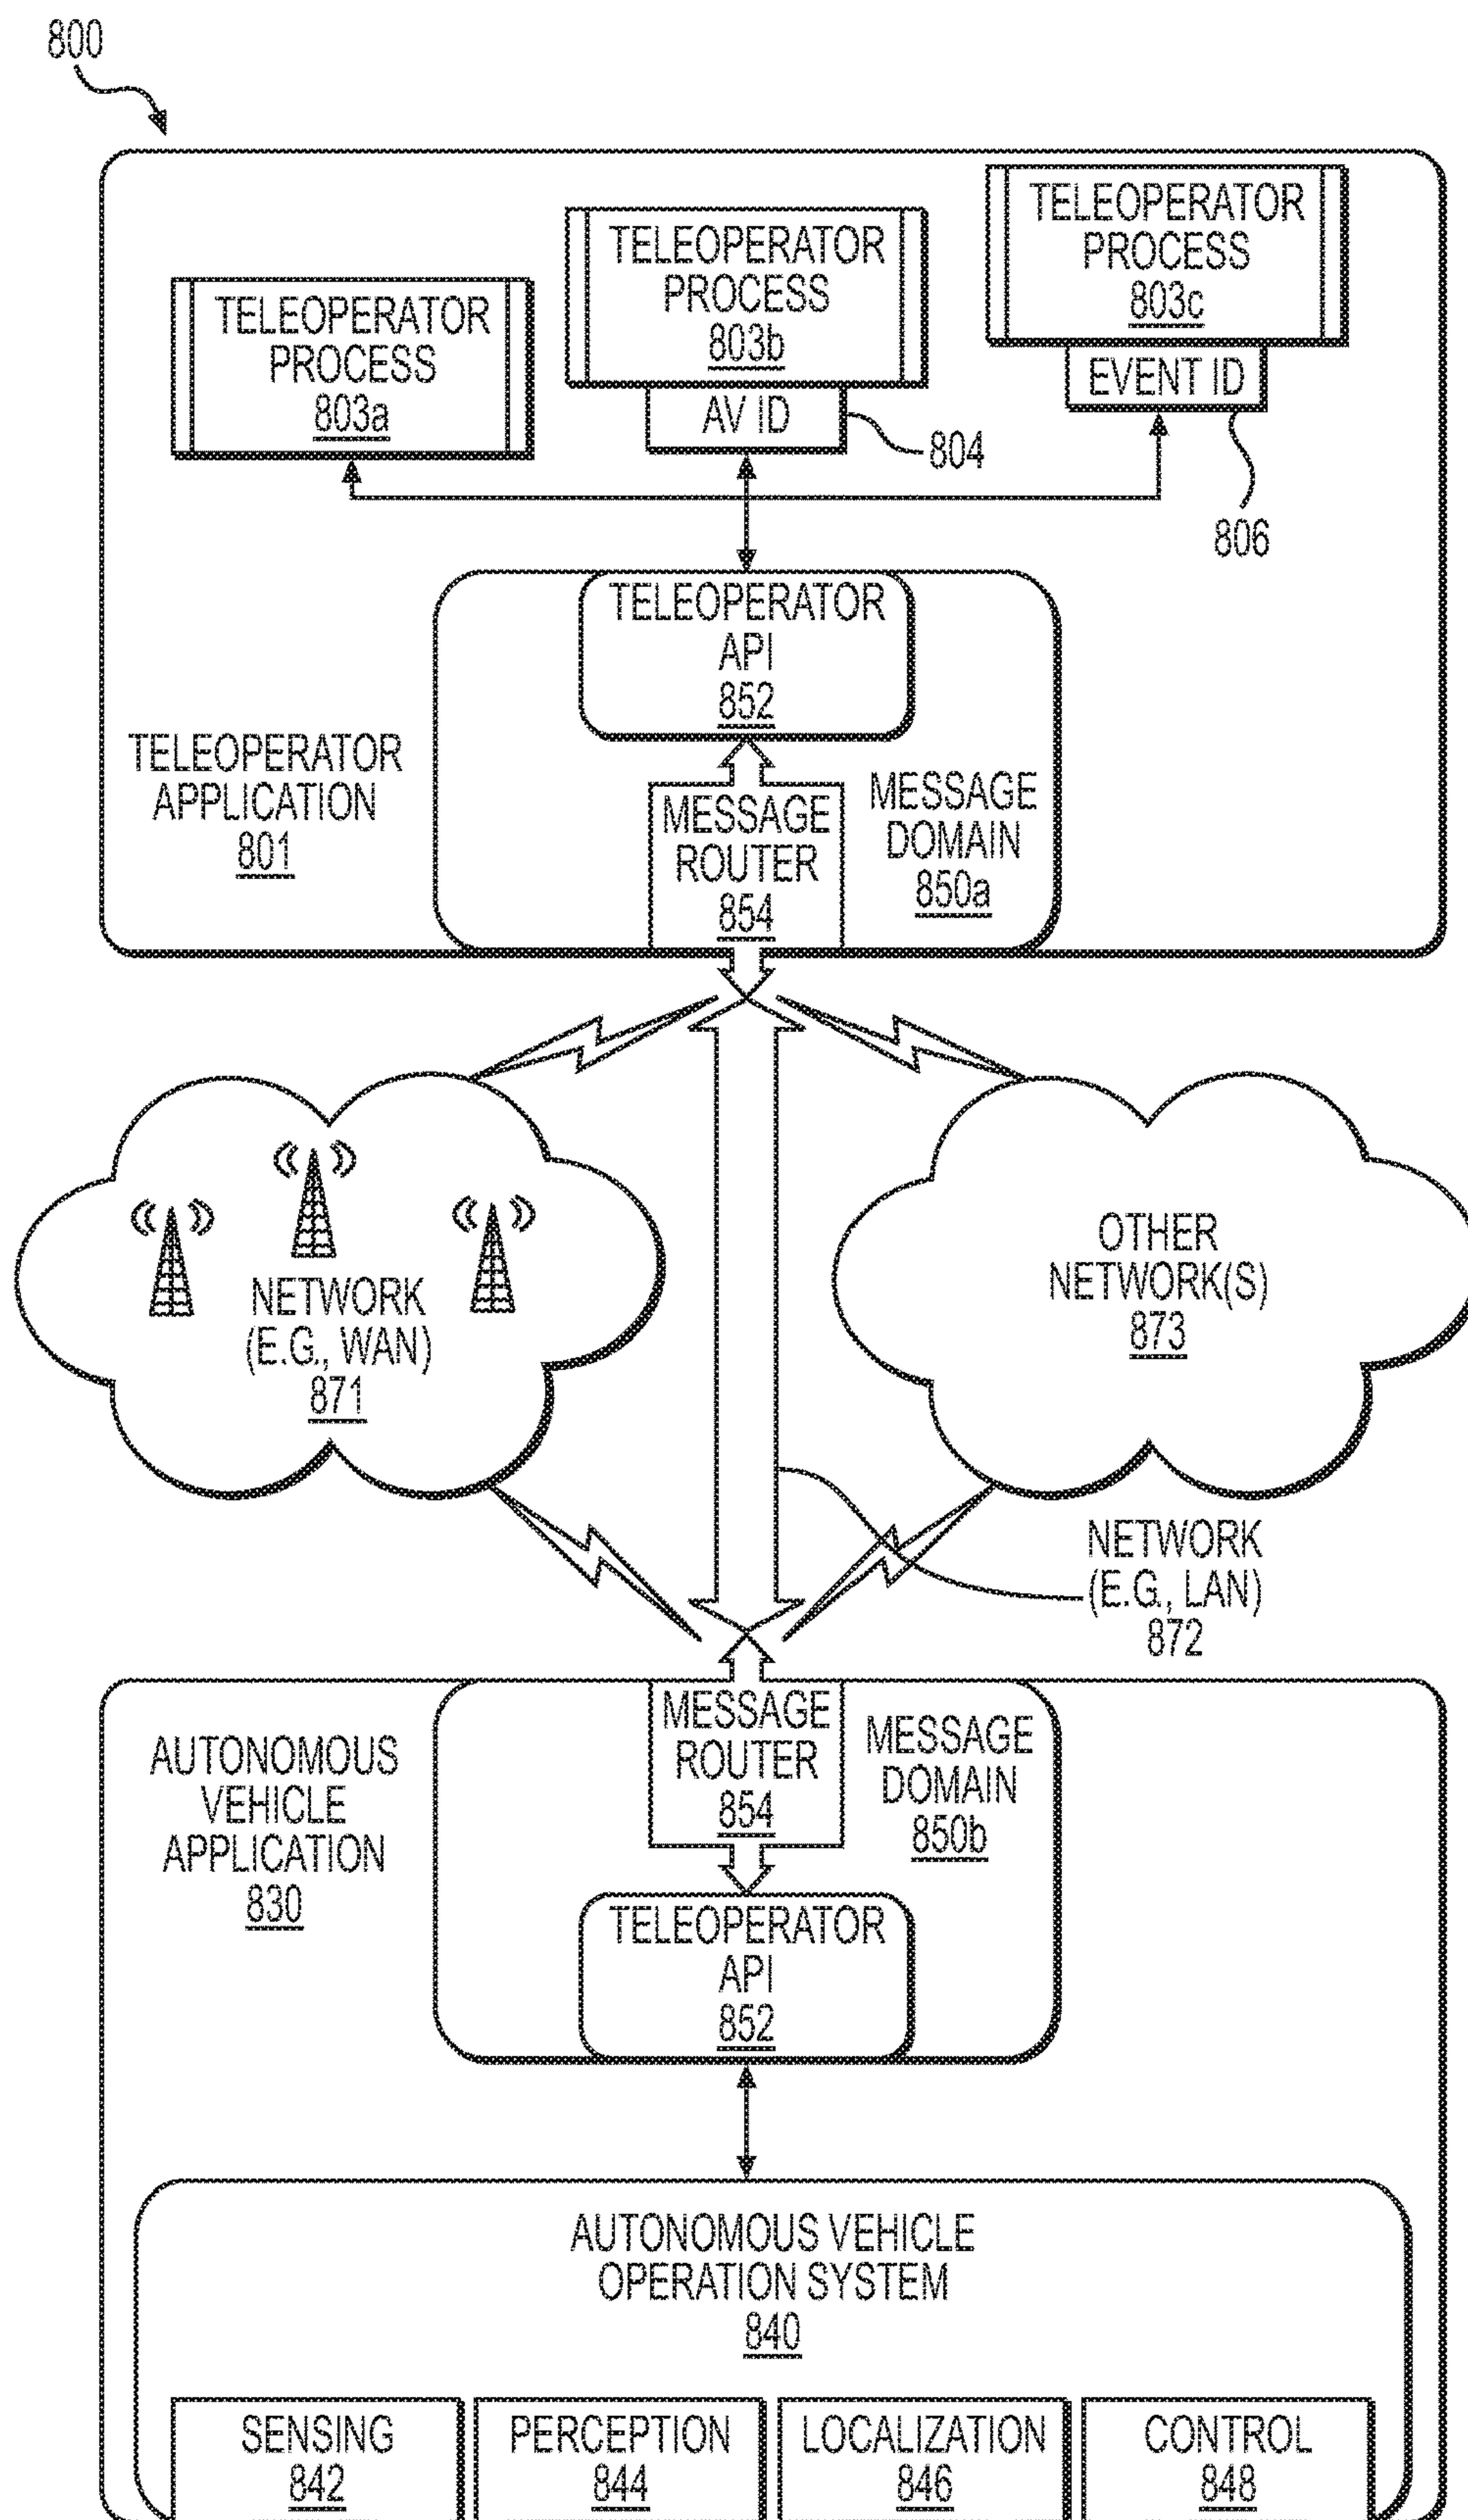 800
TELEOPERATOR
PROCESS
803a
TELEOPERATOR
PROCESS
803b
AV ID
804
TELEOPERATOR
PROCESS
803c
EVENT ID
806
TELEOPERATOR
API
852
TELEOPERATOR
APPLICATION
801
MESSAGE
ROUTER
854
MESSAGE
DOMAIN
850a
NETWORK
(E.G., WAN)
871
OTHER
NETWORK(S)
873
NETWORK
(E.G., LAN)
872
AUTONOMOUS
VEHICLE
APPLICATION
830
MESSAGE
ROUTER
854
MESSAGE
DOMAIN
850b
TELEOPERATOR
API
852
AUTONOMOUS VEHICLE
OPERATION SYSTEM
840
SENSING
842
PERCEPTION
844
LOCALIZATION
846
CONTROL
848